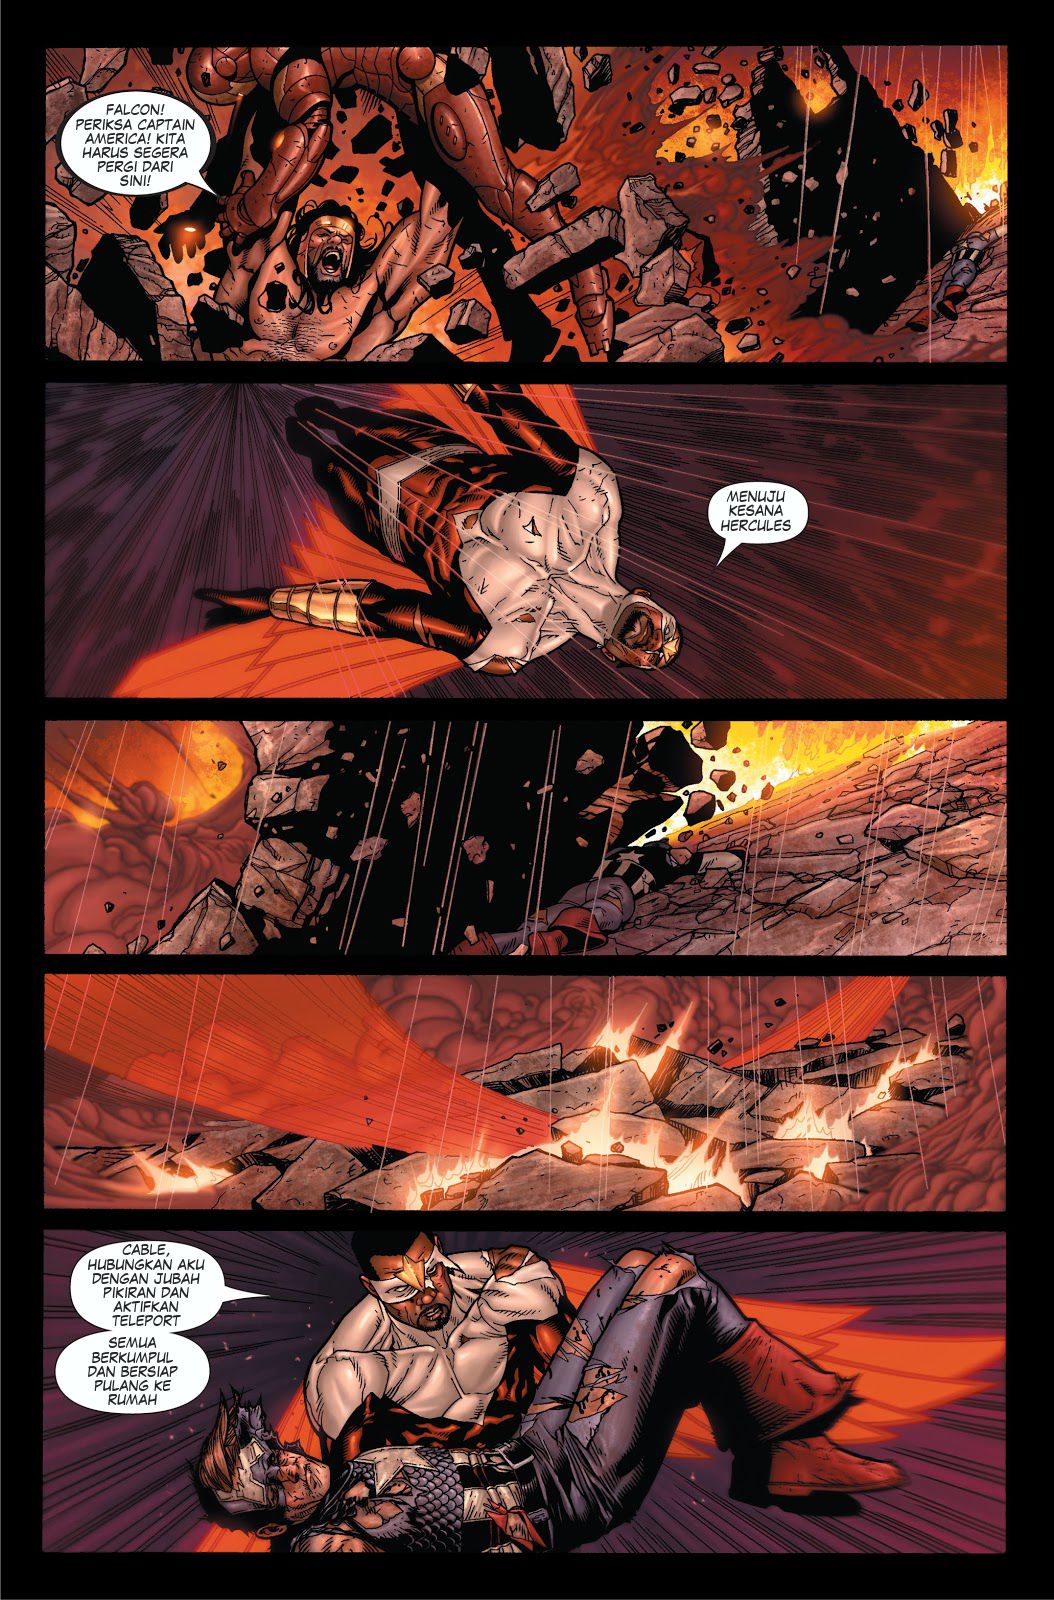 FALCON!
PERIKSA CAPTAIN
AMERICA! KITA
HARUS SEGERA
PERGI DARI
SINI!
MENUJU
KESANA
HERCULES
CABLE,
HUBUNGKAN AKU
DENGAN JUBAH
PIKIRAN DAN
AKTIFKAN
TELEPORT
SEMUA
BERKUMPUL
DAN BERSIAP
PULANG KE
RUMAH